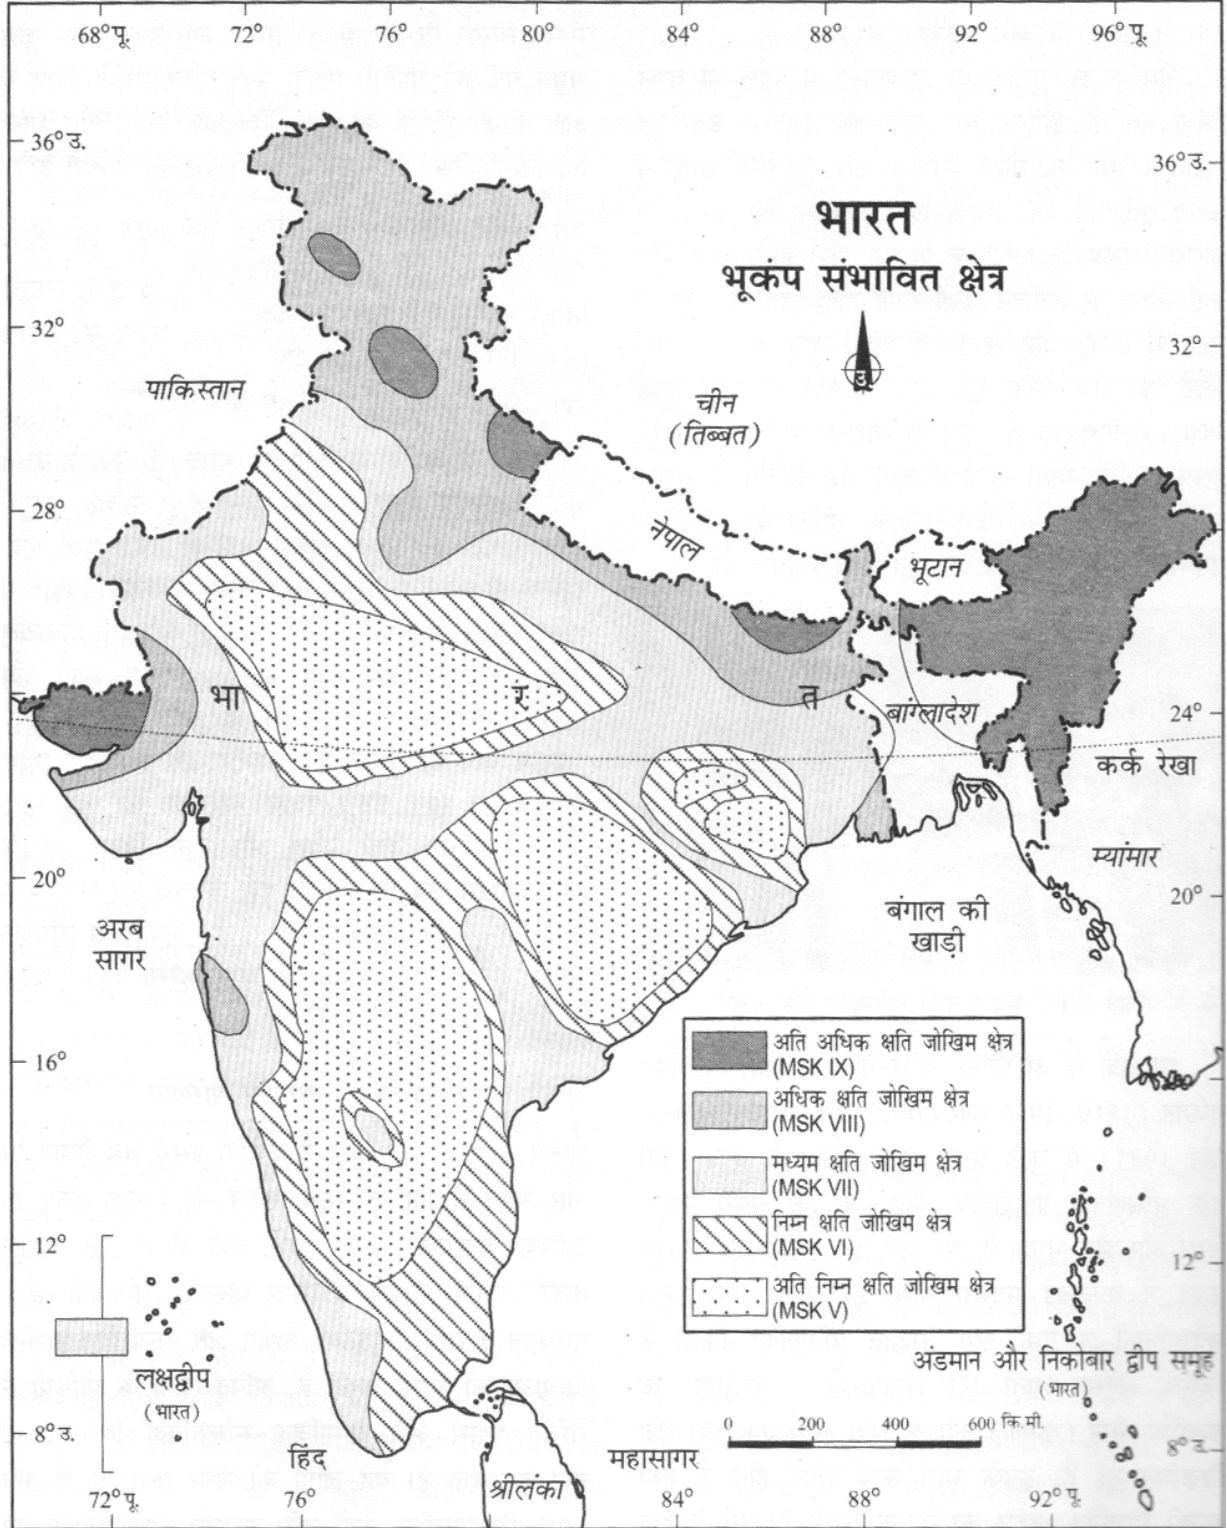 68° पू.
72°
76°
80°
84°
88°
92°
96° पू.
36° उ.
36° उ.
भारत
भूकंप संभावित क्षेत्र
32°
32°
उ
पाकिस्तान
चीन
(तिब्बत)
28°
नेपाल
भूटान
भा
र
त
बांग्लादेश
24°
कर्क रेखा
म्यांमार
20°
20°
अरब
सागर
बंगाल की
खाडी
16°
अति अधिक क्षति जोखिम क्षेत्र
(MSK IX)
अधिक क्षति जोखिम क्षेत्र
(MSK VIII)
मध्यम क्षति जोखिम क्षेत्र
(MSK VII)
निम्न क्षति जोखिम क्षेत्र
(MSK VI)
अति निम्न क्षति जोखिम क्षेत्र
(MSK V)
12°
12°
लक्षद्वीप
(भारत)
अंडमान और निकोबार द्वीप समूह
(भारत)
0 200 400 600 कि.मी.
8° उ.
8°
हिंद
महासागर
श्रीलंका
72° पू.
76°
84°
88°
92° पू.